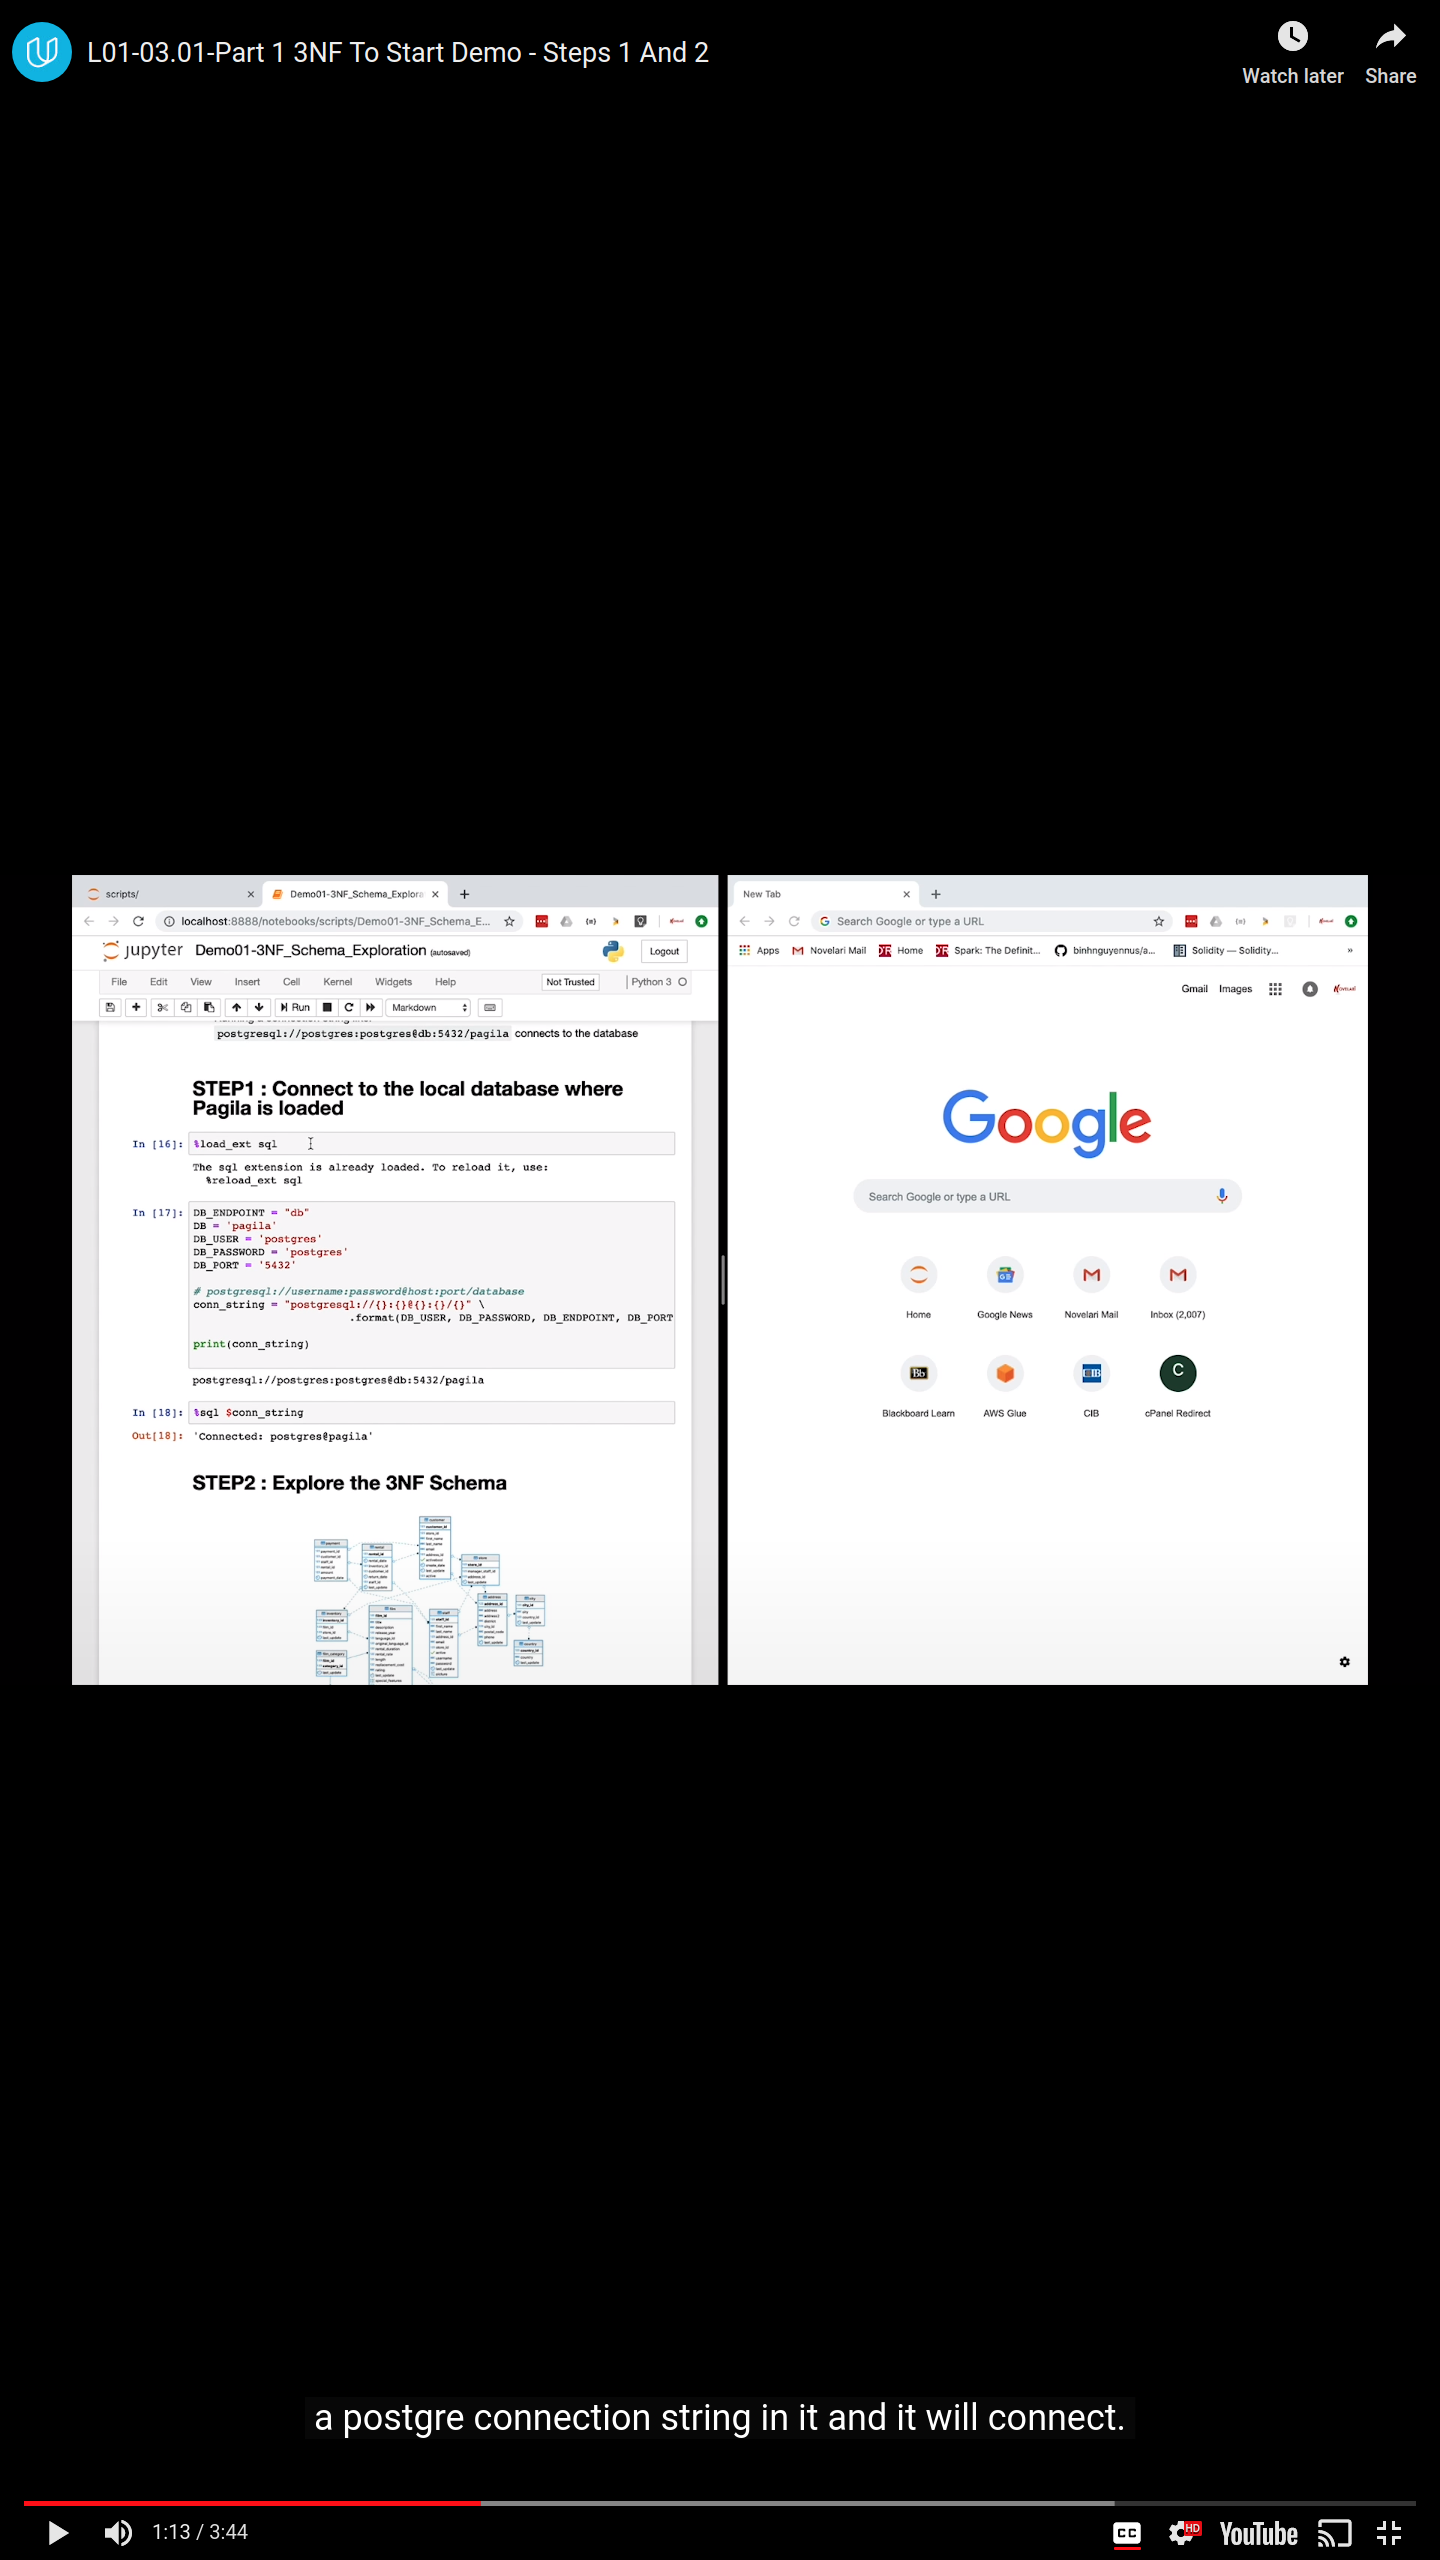 L01-03.01-Part 1 3NF To Start Demo - Steps 1 And 2
Watch later
Share
scripts/
Demo01-3NF_Schema_Explora
New Tab
localhost:8888/notebooks/scripts/Demo01-3NF_Schema_E...
Search Google or type a URL
jupyter Demo01-3NF_Schema_Exploration (autosaved)
Logout
Apps Novelari Mail Home Spark: The Definit... binhnguyennus/a... Solidity — Solidity... »
File Edit View Insert Cell Kernel Widgets Help Not Trusted Python 3
Gmail Images
Run Markdown
postgresql://postgres:postgres@db:5432/pagila connects to the database
STEP1 : Connect to the local database where
Pagila is loaded
In [16]: %load_ext sql
The sql extension is already loaded. To reload it, use:
%reload_ext sql
In [17]: DB_ENDPOINT = "db"
DB = 'pagila'
DB_USER = 'postgres'
DB_PASSWORD = 'postgres'
DB_PORT = '5432'
# postgresql://username:password@host:port/database
conn_string = "postgresql://{}:{}@{}:{}/{}" \
.format(DB_USER, DB_PASSWORD, DB_ENDPOINT, DB_PORT
print(conn_string)
postgresql://postgres:postgres@db:5432/pagila
In [18]: %sql $conn_string
Out[18]: 'Connected: postgres@pagila'
STEP2 : Explore the 3NF Schema
Google
Search Google or type a URL
Home Google News Novelari Mail Inbox (2,007)
Bb
CIB
C
Blackboard Learn AWS Glue CIB cPanel Redirect
a postgre connection string in it and it will connect.
1:13 / 3:44
CC
HD
YouTube